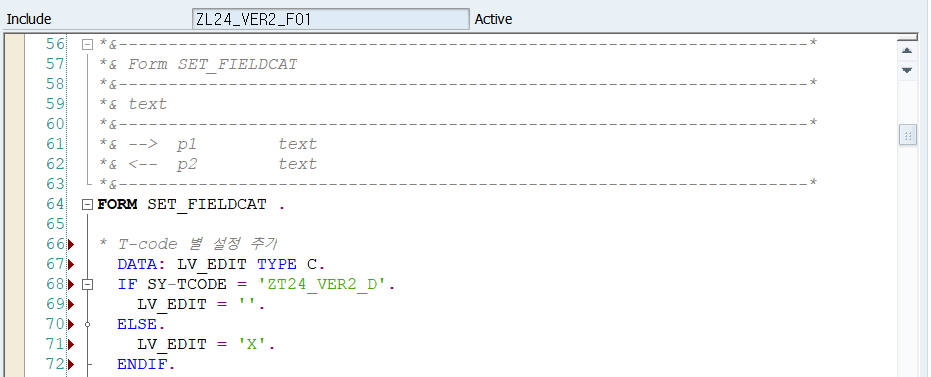 Include ZL24_VER2_F01 Active
56 *&---------------------------------------------------------------------*
57 *& Form SET_FIELDCAT
58 *&---------------------------------------------------------------------*
59 *& text
60 *&---------------------------------------------------------------------*
61 *& --> p1 text
62 *& <-- p2 text
63 *&---------------------------------------------------------------------*
64 FORM SET_FIELDCAT .
65
66 * T-code 별 설정 추가
67 DATA: LV_EDIT TYPE C.
68 IF SY-TCODE = 'ZT24_VER2_D'.
69 LV_EDIT = ''.
70 ELSE.
71 LV_EDIT = 'X'.
72 ENDIF.